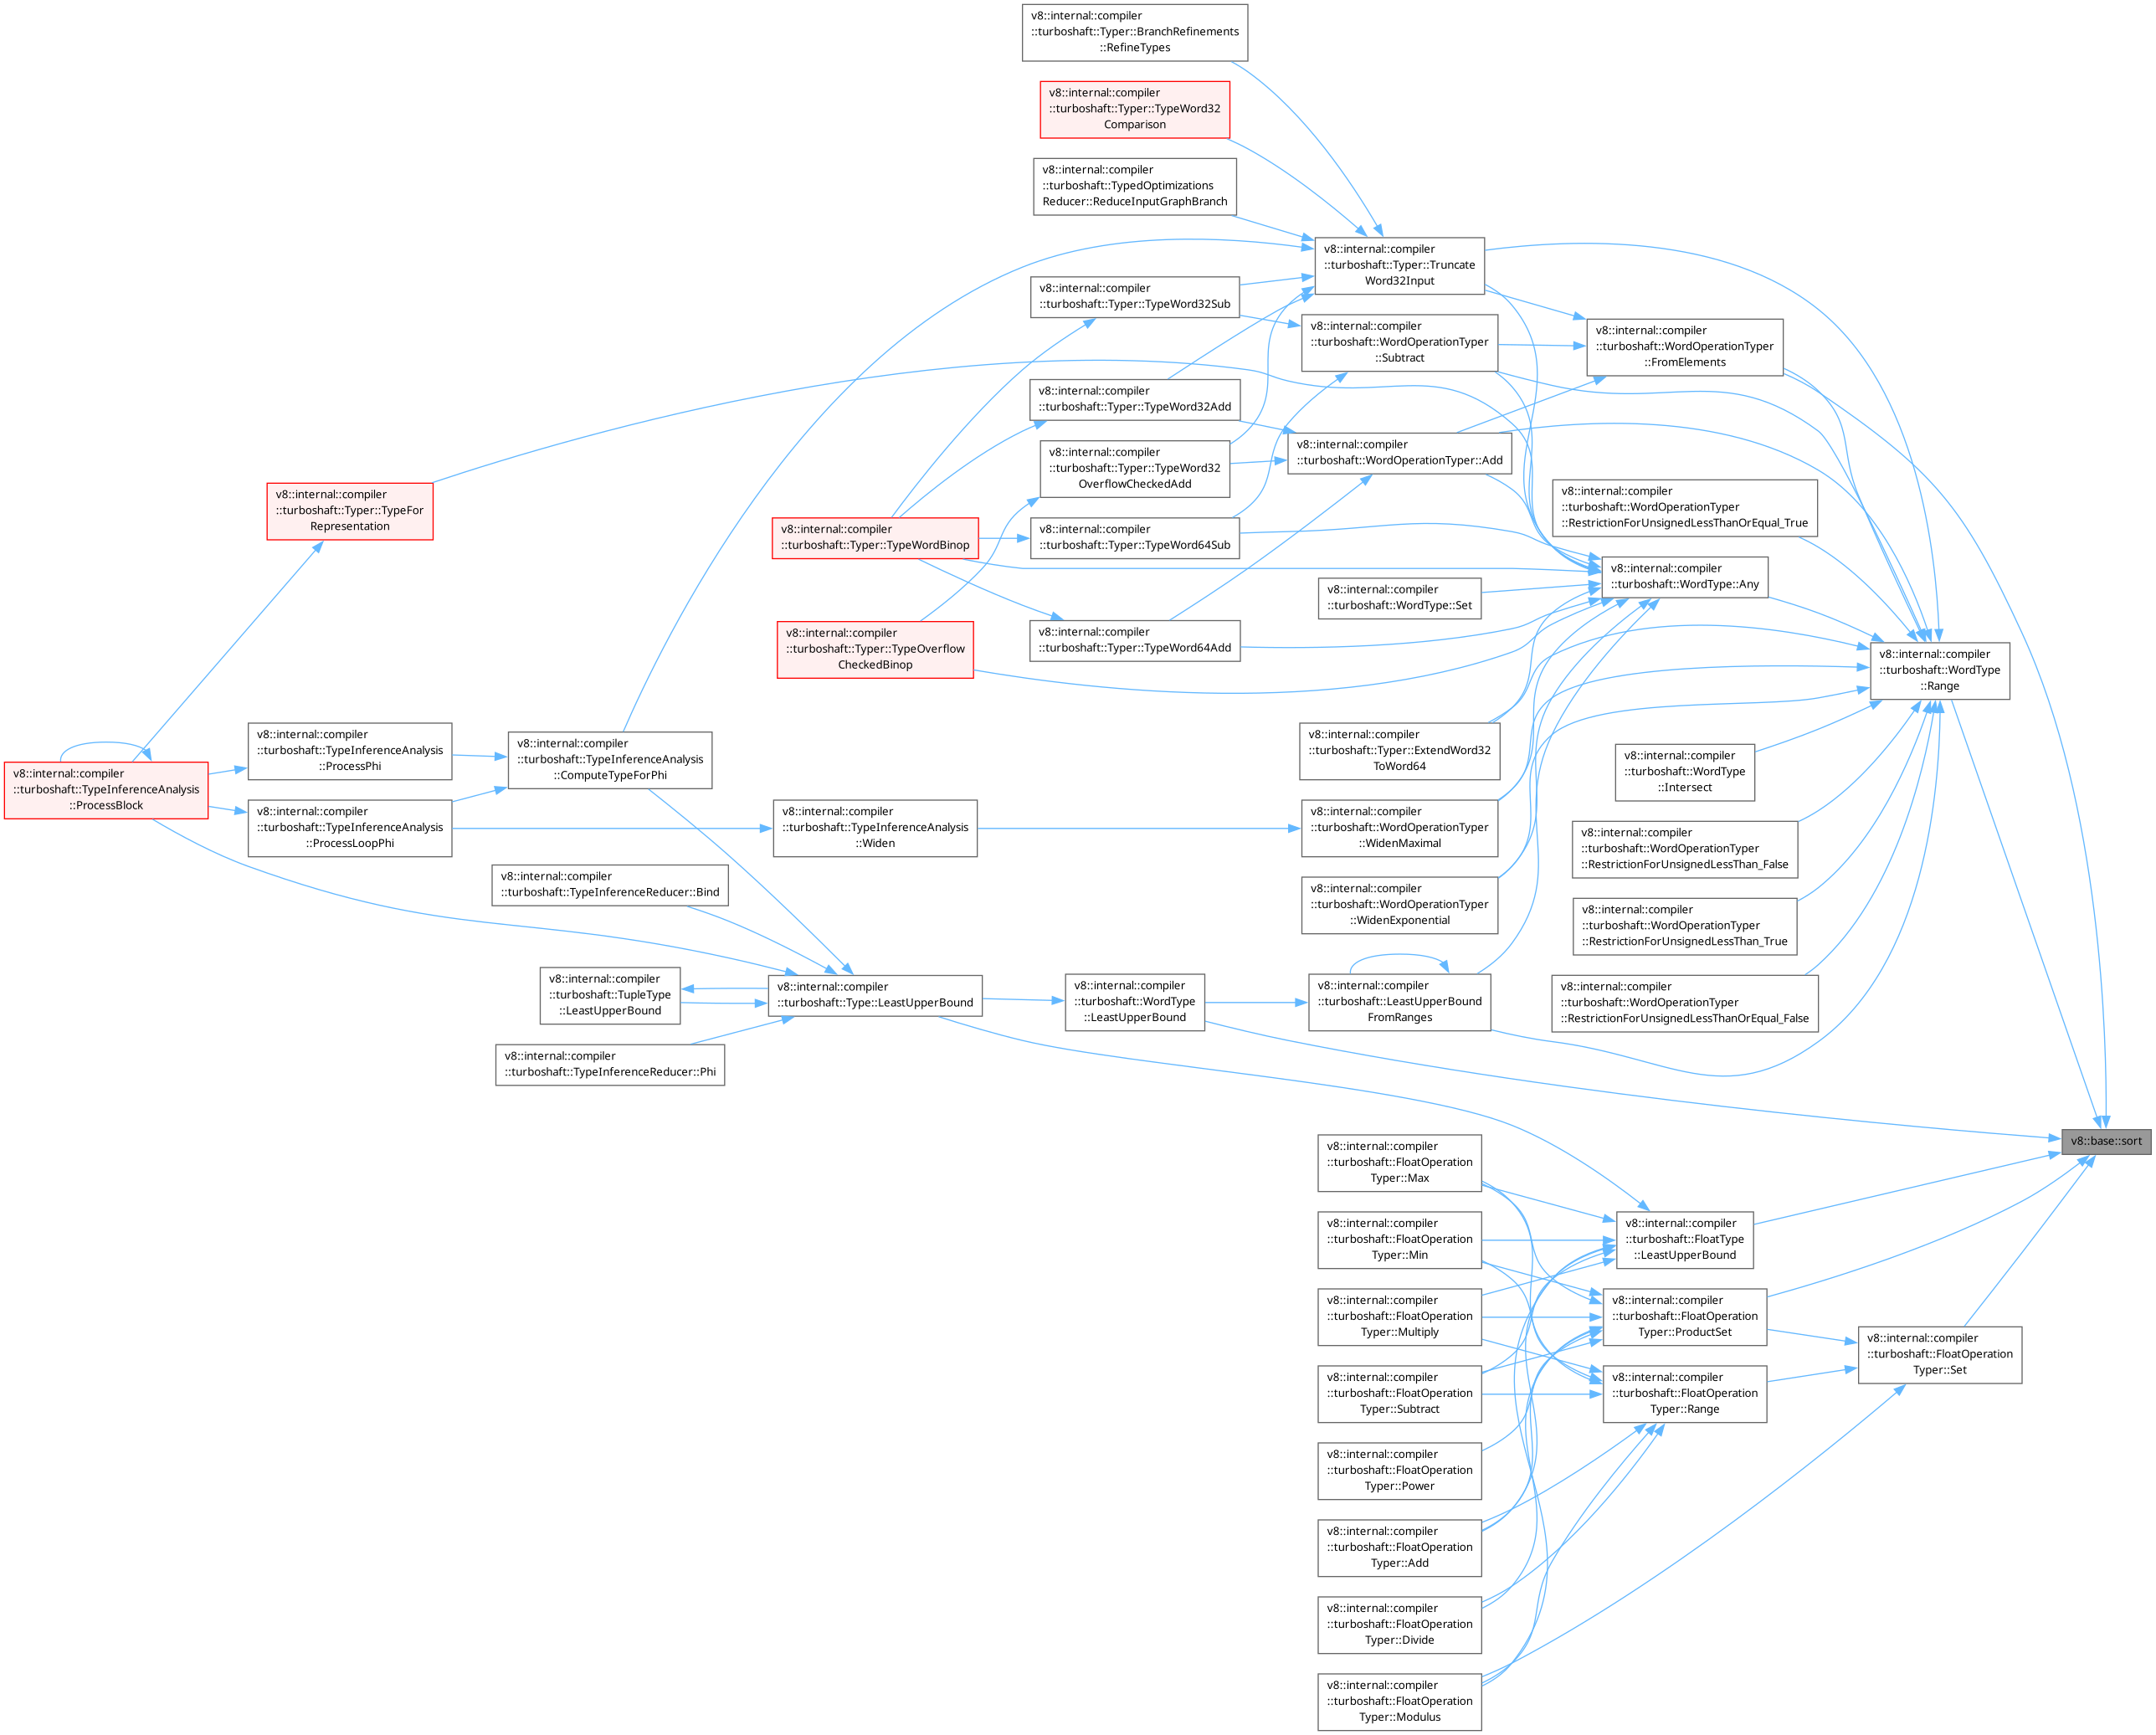 v8::internal::compiler
::turboshaft::Typer::BranchRefinements
::RefineTypes
v8::internal::compiler
::turboshaft::Typer::TypeWord32
Comparison
v8::internal::compiler
::turboshaft::TypedOptimizations
Reducer::ReduceInputGraphBranch
v8::internal::compiler
::turboshaft::Typer::Truncate
Word32Input
v8::internal::compiler
::turboshaft::Typer::TypeWord32Sub
v8::internal::compiler
::turboshaft::WordOperationTyper
::Subtract
v8::internal::compiler
::turboshaft::WordOperationTyper
::FromElements
v8::internal::compiler
::turboshaft::Typer::TypeWord32Add
v8::internal::compiler
::turboshaft::WordOperationTyper::Add
v8::internal::compiler
::turboshaft::Typer::TypeWord32
OverflowCheckedAdd
v8::internal::compiler
::turboshaft::WordOperationTyper
::RestrictionForUnsignedLessThanOrEqual_True
v8::internal::compiler
::turboshaft::Typer::TypeFor
Representation
v8::internal::compiler
::turboshaft::Typer::TypeWordBinop
v8::internal::compiler
::turboshaft::Typer::TypeWord64Sub
v8::internal::compiler
::turboshaft::WordType::Any
v8::internal::compiler
::turboshaft::WordType::Set
v8::internal::compiler
::turboshaft::Typer::TypeOverflow
CheckedBinop
v8::internal::compiler
::turboshaft::Typer::TypeWord64Add
v8::internal::compiler
::turboshaft::WordType
::Range
v8::internal::compiler
::turboshaft::TypeInferenceAnalysis
::ProcessPhi
v8::internal::compiler
::turboshaft::TypeInferenceAnalysis
::ComputeTypeForPhi
v8::internal::compiler
::turboshaft::Typer::ExtendWord32
ToWord64
v8::internal::compiler
::turboshaft::WordType
::Intersect
v8::internal::compiler
::turboshaft::TypeInferenceAnalysis
::ProcessBlock
v8::internal::compiler
::turboshaft::TypeInferenceAnalysis
::ProcessLoopPhi
v8::internal::compiler
::turboshaft::TypeInferenceAnalysis
::Widen
v8::internal::compiler
::turboshaft::WordOperationTyper
::WidenMaximal
v8::internal::compiler
::turboshaft::WordOperationTyper
::RestrictionForUnsignedLessThan_False
v8::internal::compiler
::turboshaft::TypeInferenceReducer::Bind
v8::internal::compiler
::turboshaft::WordOperationTyper
::WidenExponential
v8::internal::compiler
::turboshaft::WordOperationTyper
::RestrictionForUnsignedLessThan_True
v8::internal::compiler
::turboshaft::TupleType
::LeastUpperBound
v8::internal::compiler
::turboshaft::Type::LeastUpperBound
v8::internal::compiler
::turboshaft::WordType
::LeastUpperBound
v8::internal::compiler
::turboshaft::LeastUpperBound
FromRanges
v8::internal::compiler
::turboshaft::WordOperationTyper
::RestrictionForUnsignedLessThanOrEqual_False
v8::internal::compiler
::turboshaft::TypeInferenceReducer::Phi
v8::base::sort
v8::internal::compiler
::turboshaft::FloatOperation
Typer::Max
v8::internal::compiler
::turboshaft::FloatOperation
Typer::Min
v8::internal::compiler
::turboshaft::FloatType
::LeastUpperBound
v8::internal::compiler
::turboshaft::FloatOperation
Typer::Multiply
v8::internal::compiler
::turboshaft::FloatOperation
Typer::ProductSet
v8::internal::compiler
::turboshaft::FloatOperation
Typer::Set
v8::internal::compiler
::turboshaft::FloatOperation
Typer::Subtract
v8::internal::compiler
::turboshaft::FloatOperation
Typer::Range
v8::internal::compiler
::turboshaft::FloatOperation
Typer::Power
v8::internal::compiler
::turboshaft::FloatOperation
Typer::Add
v8::internal::compiler
::turboshaft::FloatOperation
Typer::Divide
v8::internal::compiler
::turboshaft::FloatOperation
Typer::Modulus